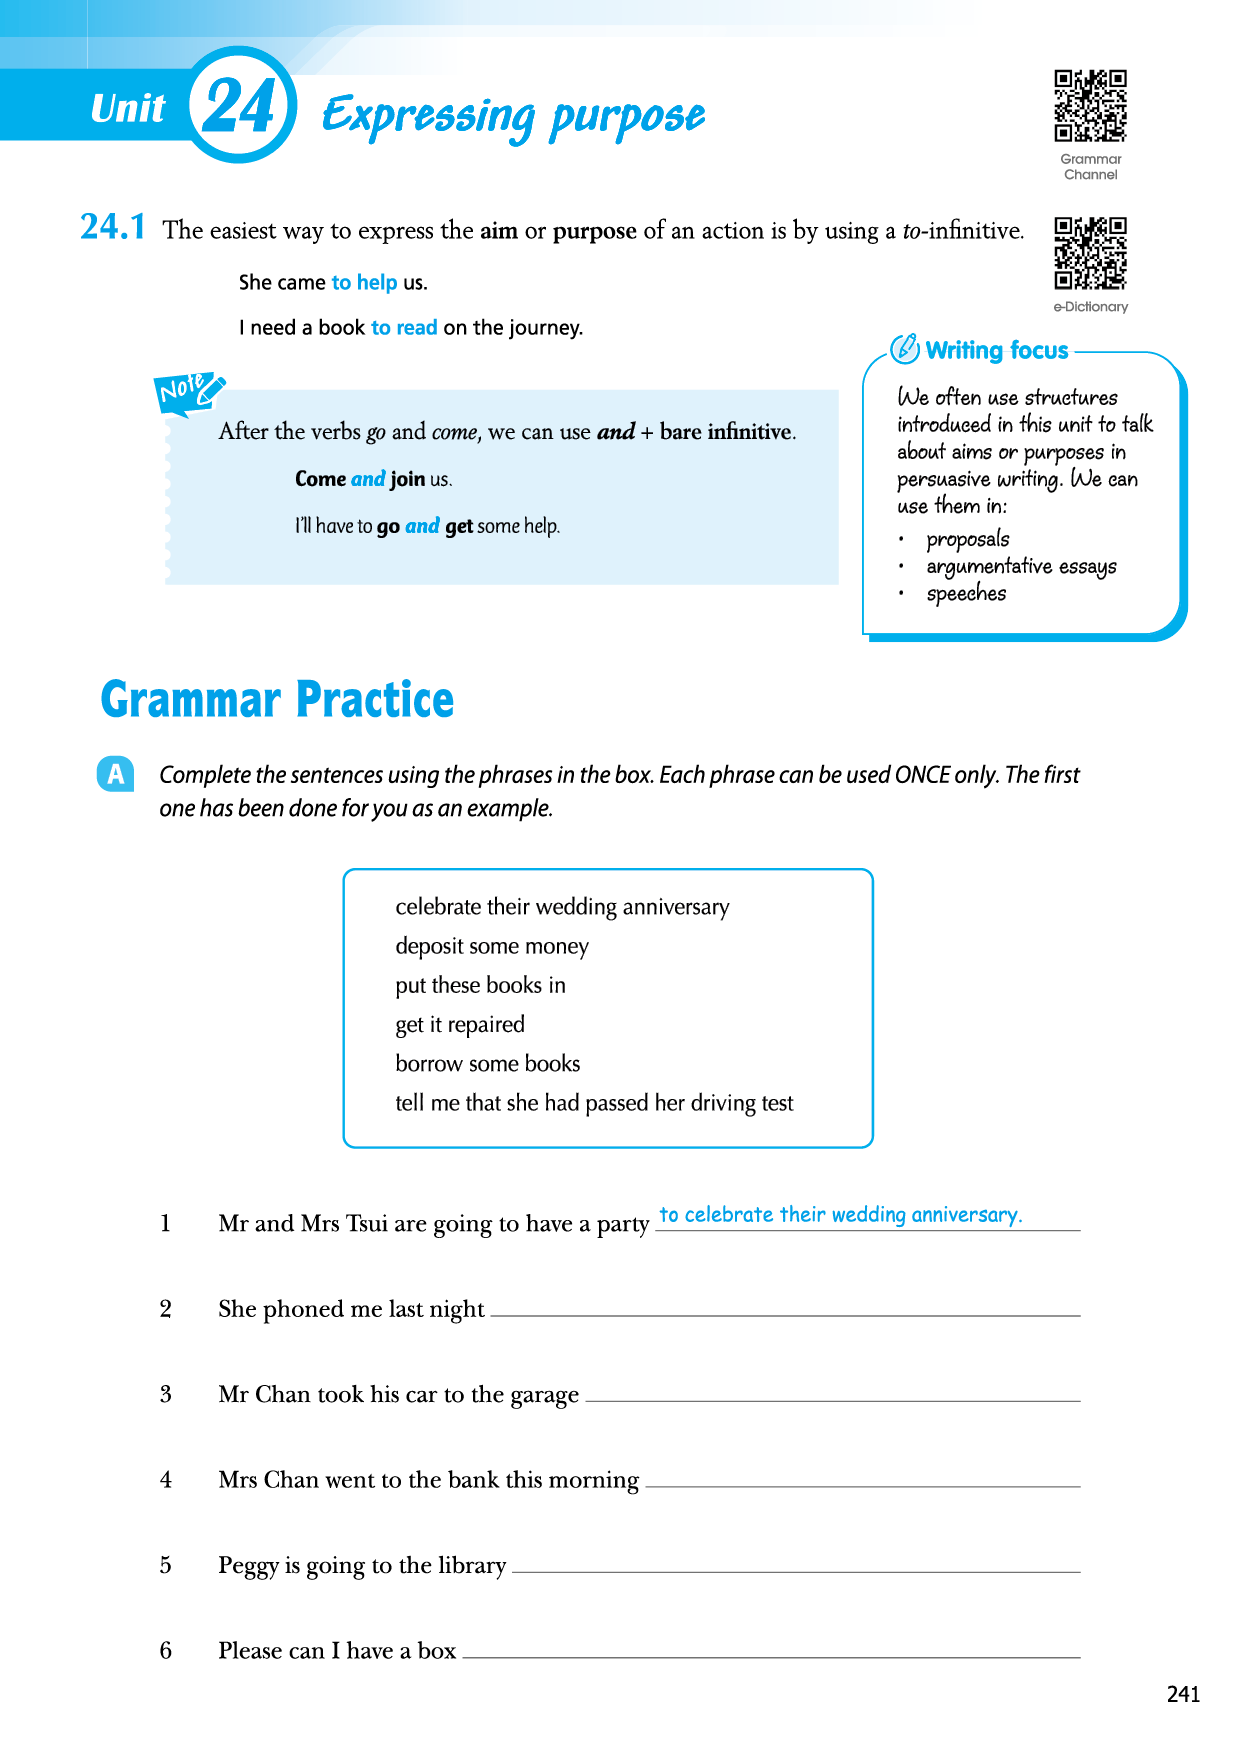 Unit 24 Expressing purpose
Grammar
Channel
24.1 The easiest way to express the aim or purpose of an action is by using a to-infinitive.
She came to help us.
I need a book to read on the journey.
e-Dictionary
Note
After the verbs go and come, we can use and + bare infinitive.
Come and join us.
I'll have to go and get some help.
Writing focus
We often use structures
introduced in this unit to talk
about aims or purposes in
persuasive writing. We can
use them in:
• proposals
• argumentative essays
• speeches
Grammar Practice
A Complete the sentences using the phrases in the box. Each phrase can be used ONCE only. The first
one has been done for you as an example.
celebrate their wedding anniversary
deposit some money
put these books in
get it repaired
borrow some books
tell me that she had passed her driving test
1 Mr and Mrs Tsui are going to have a party to celebrate their wedding anniversary.
2 She phoned me last night
3 Mr Chan took his car to the garage
4 Mrs Chan went to the bank this morning
5 Peggy is going to the library
6 Please can I have a box
241